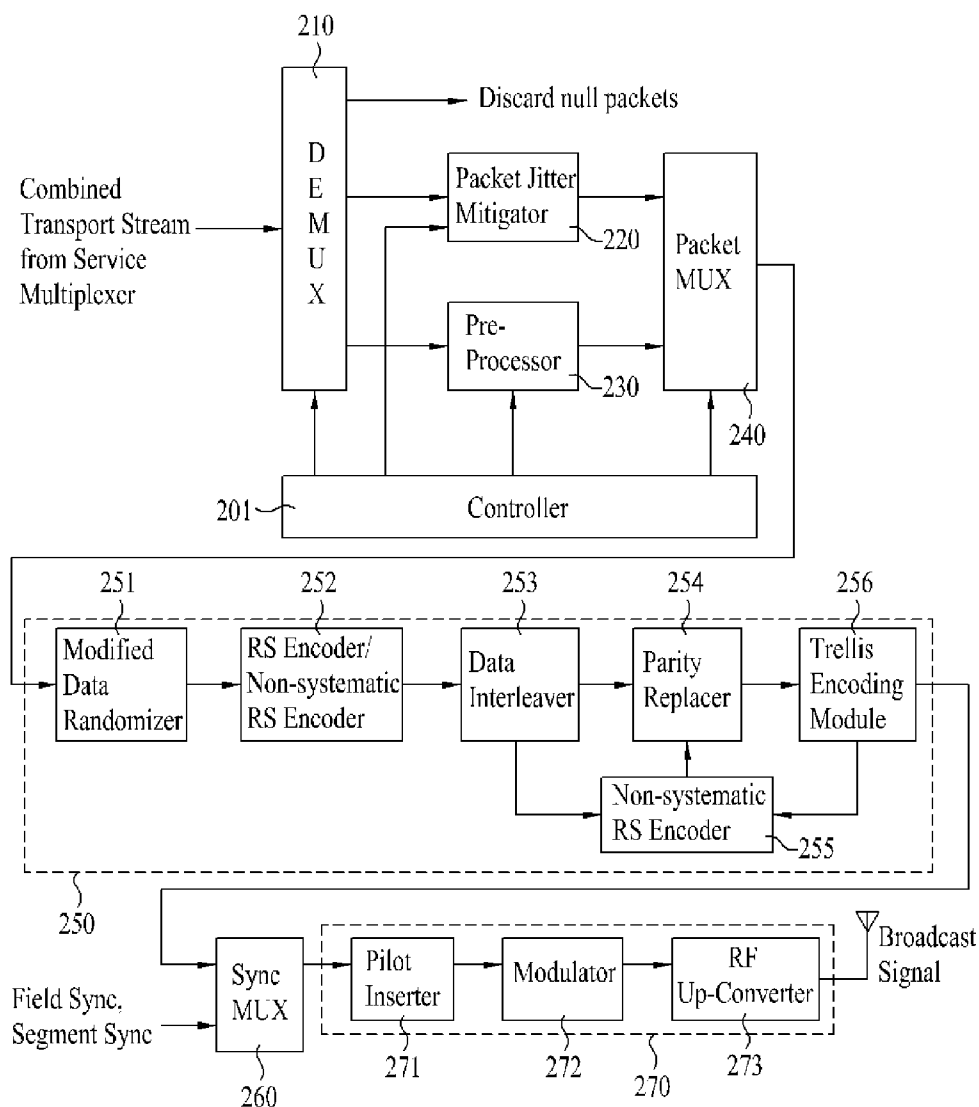 210
Discard null packets
DEMUX
Combined
Transport Stream
from Service
Multiplexer
Packet Jitter
Mitigator
220
Packet
MUX
Pre-
Processor
230
240
201
Controller
251
252
253
254
256
Modified
Data
Randomizer
RS Encoder/
Non-systematic
RS Encoder
Data
Interleaver
Parity
Replacer
Trellis
Encoding
Module
Non-systematic
RS Encoder
255
250
Broadcast
Signal
Field Sync,
Segment Sync
Sync
MUX
Pilot
Inserter
Modulator
RF
Up-Converter
260
271
272
270
273